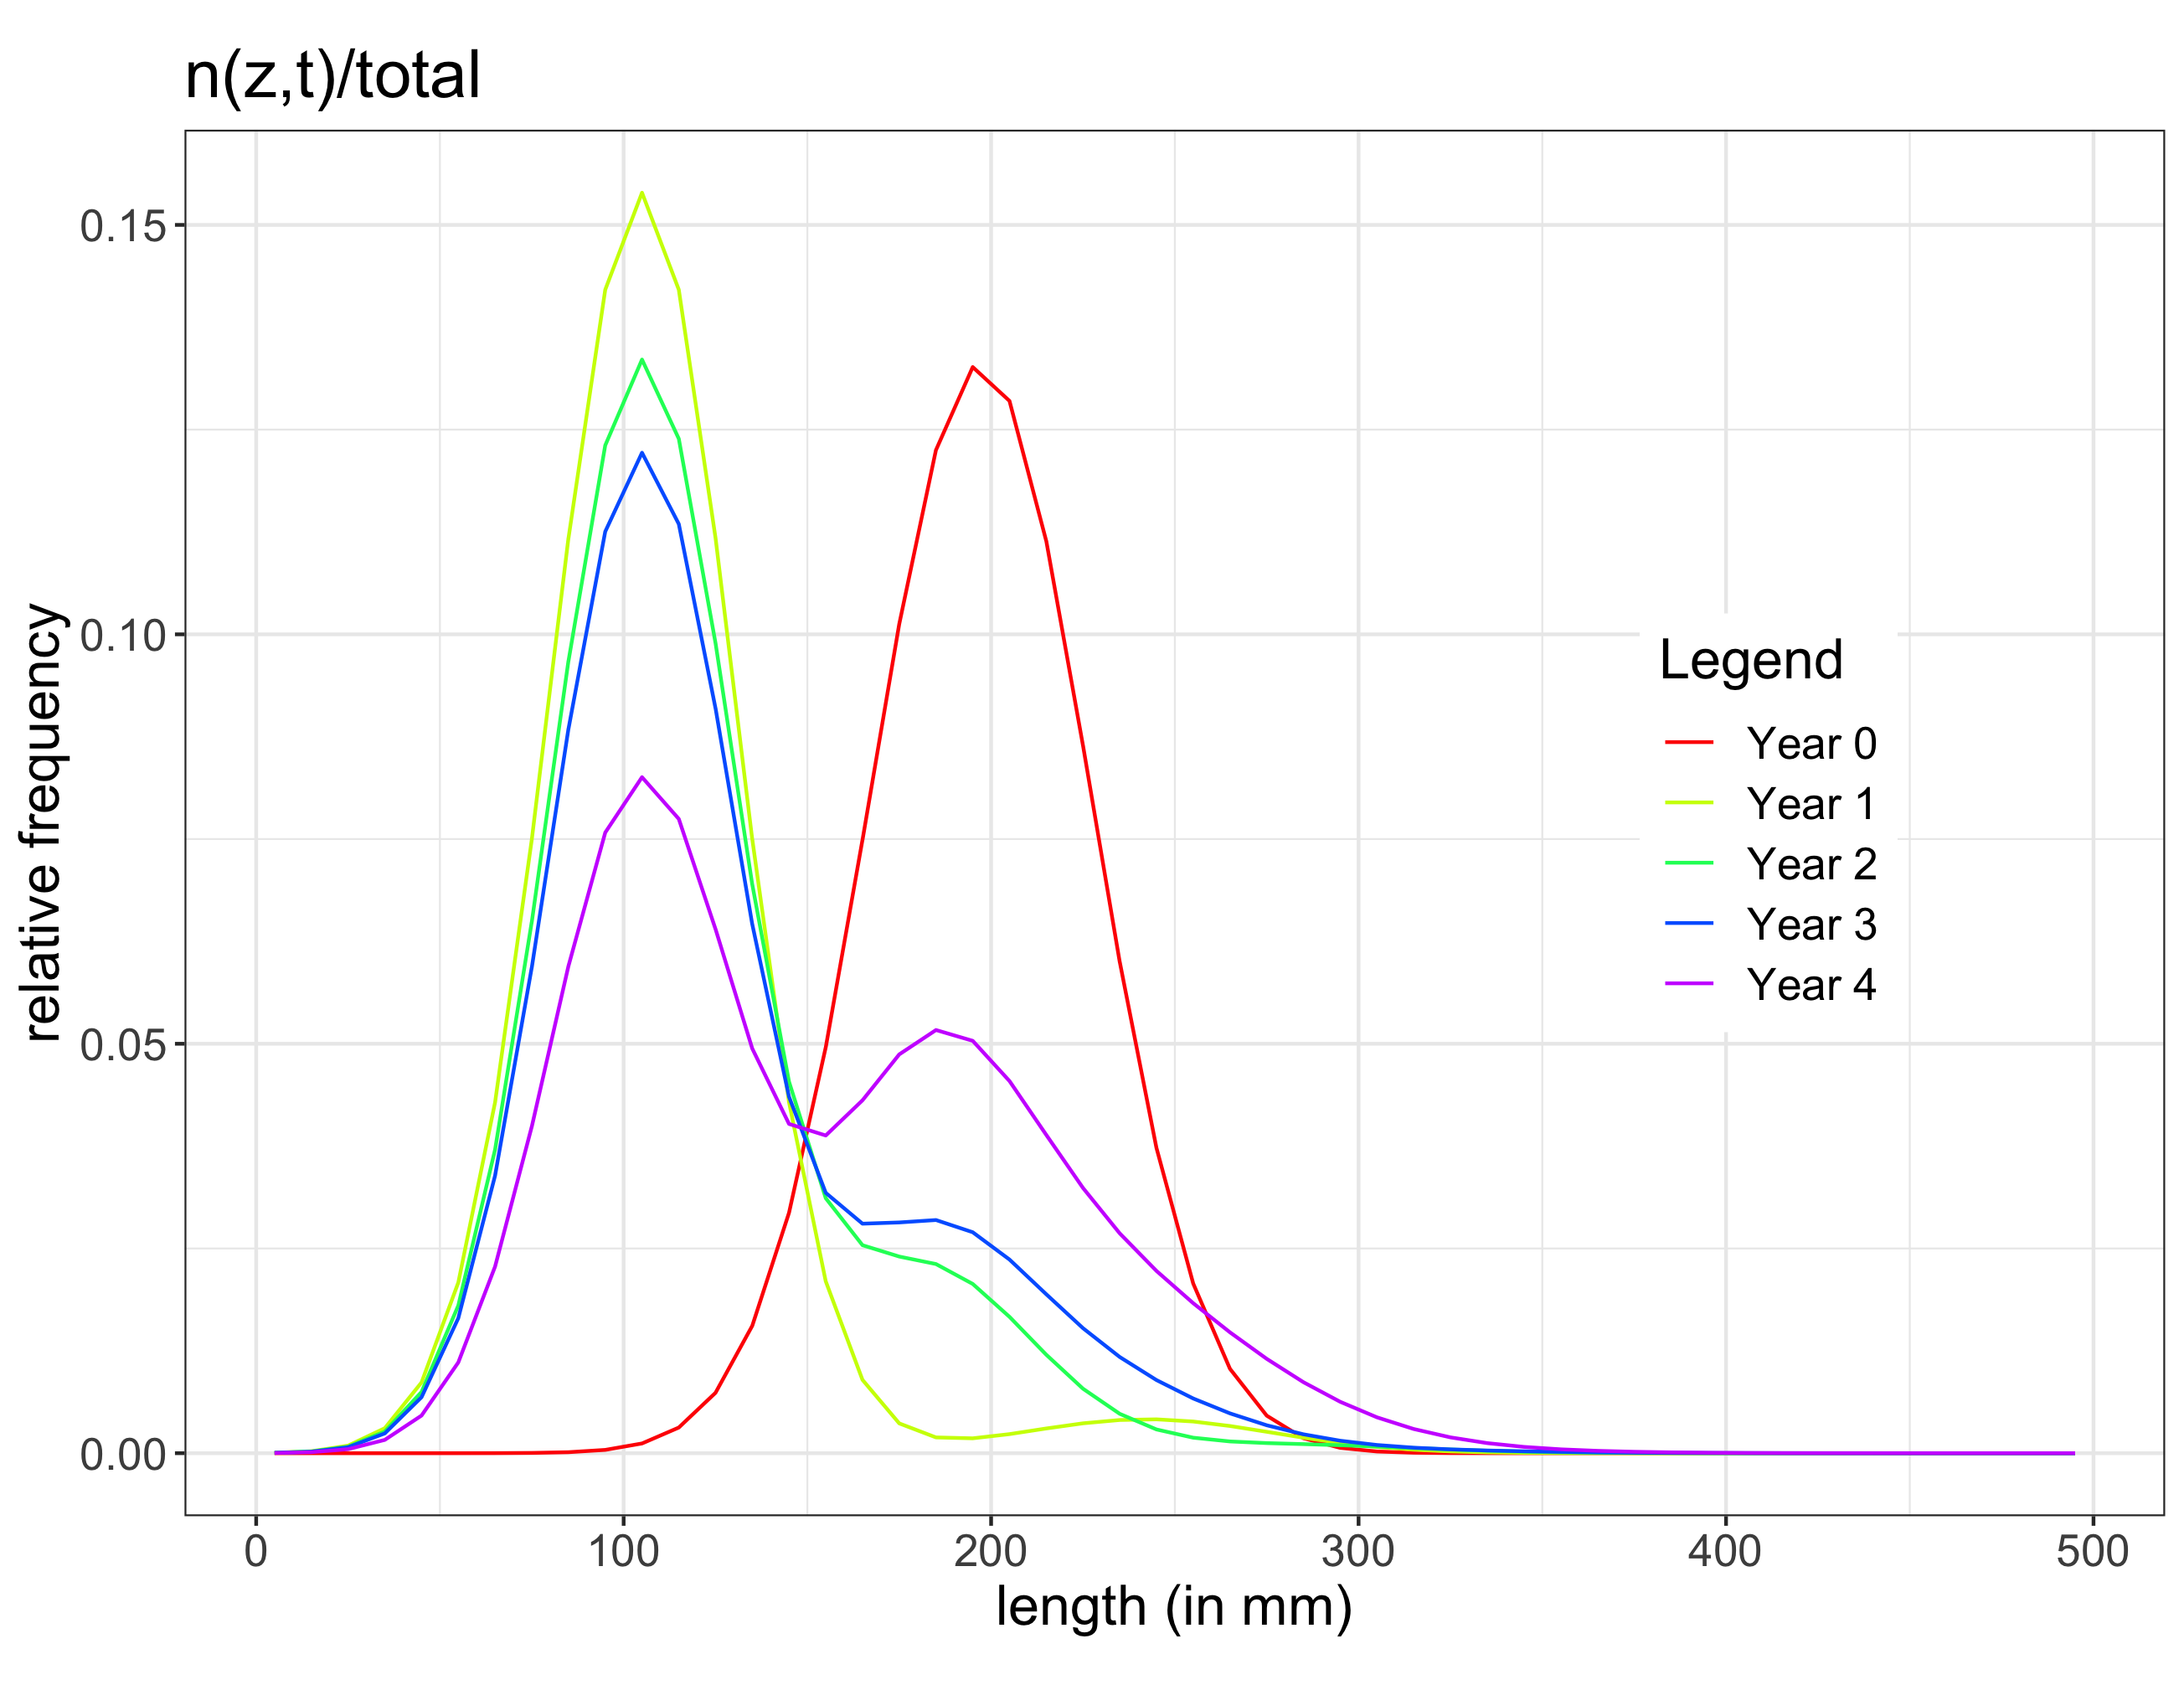 n(z,t)/total
relative frequency
0.15
0.10
0.05
0.00
0 100 200 300 400 500
length (in mm)
Legend
Year 0
Year 1
Year 2
Year 3
Year 4